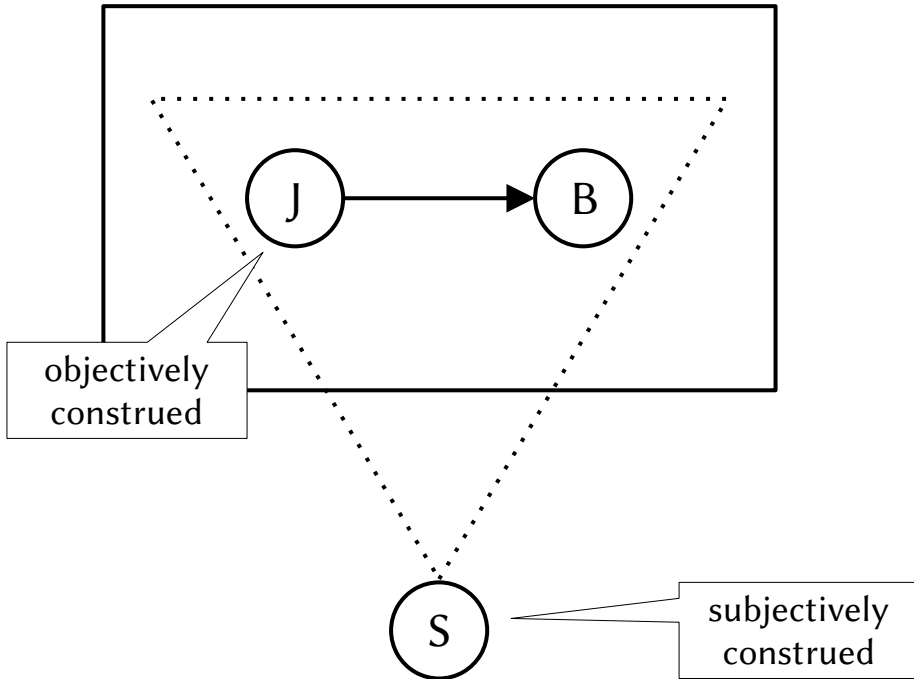 J
B
objectively
construed
S
subjectively
construed